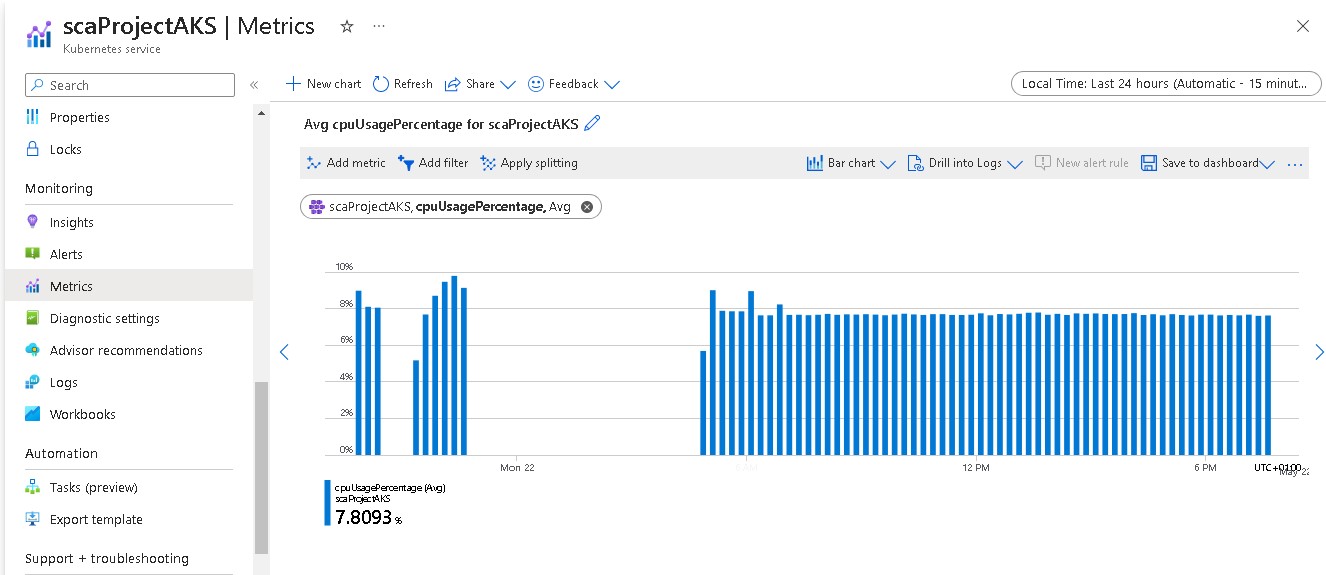 scaProjectAKS | Metrics
Kubernetes service
Search
Properties
Locks
Monitoring
Insights
Alerts
Metrics
Diagnostic settings
Advisor recommendations
Logs
Workbooks
Automation
Tasks (preview)
Export template
Support + troubleshooting
New chart Refresh Share Feedback
Local Time: Last 24 hours (Automatic - 15 minut...
Avg cpuUsagePercentage for scaProjectAKS
Add metric Add filter Apply splitting Bar chart Drill into Logs New alert rule Save to dashboard
scaProjectAKS, cpuUsagePercentage, Avg
10%
8%
6%
4%
2%
0%
Mon 22 6 AM 12 PM 6 PM UTC+01:00
May 22
cpuUsagePercentage (Avg)
scaProjectAKS
7.8093 %